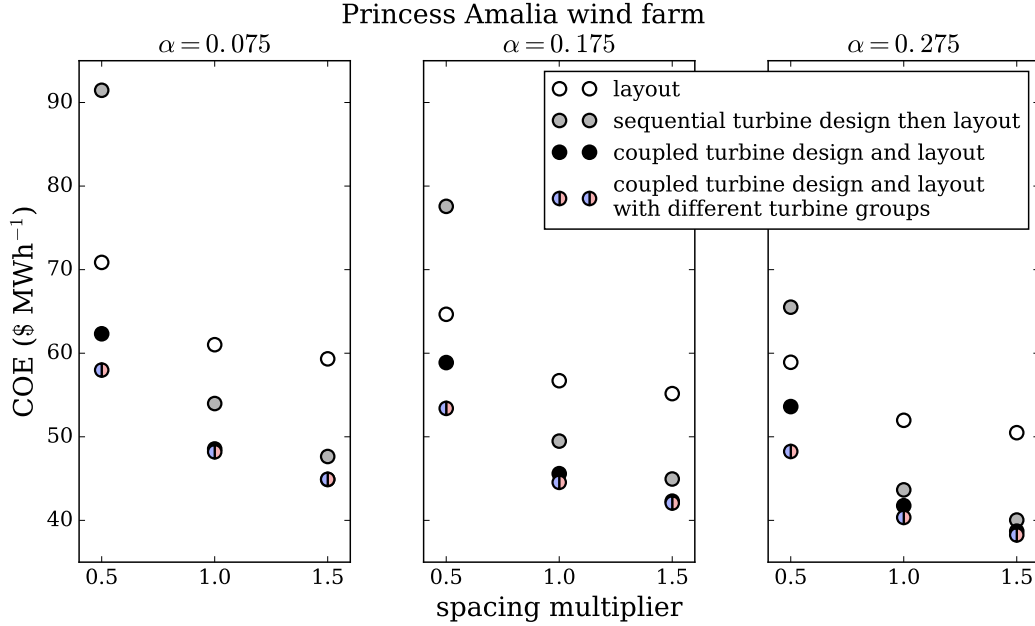 Princess Amalia wind farm
α = 0.075
α = 0.175
α = 0.275
layout
sequential turbine design then layout
coupled turbine design and layout
coupled turbine design and layout
with different turbine groups
COE ($ MWh⁻¹)
90
80
70
60
50
40
0.5 1.0 1.5
0.5 1.0 1.5
0.5 1.0 1.5
spacing multiplier